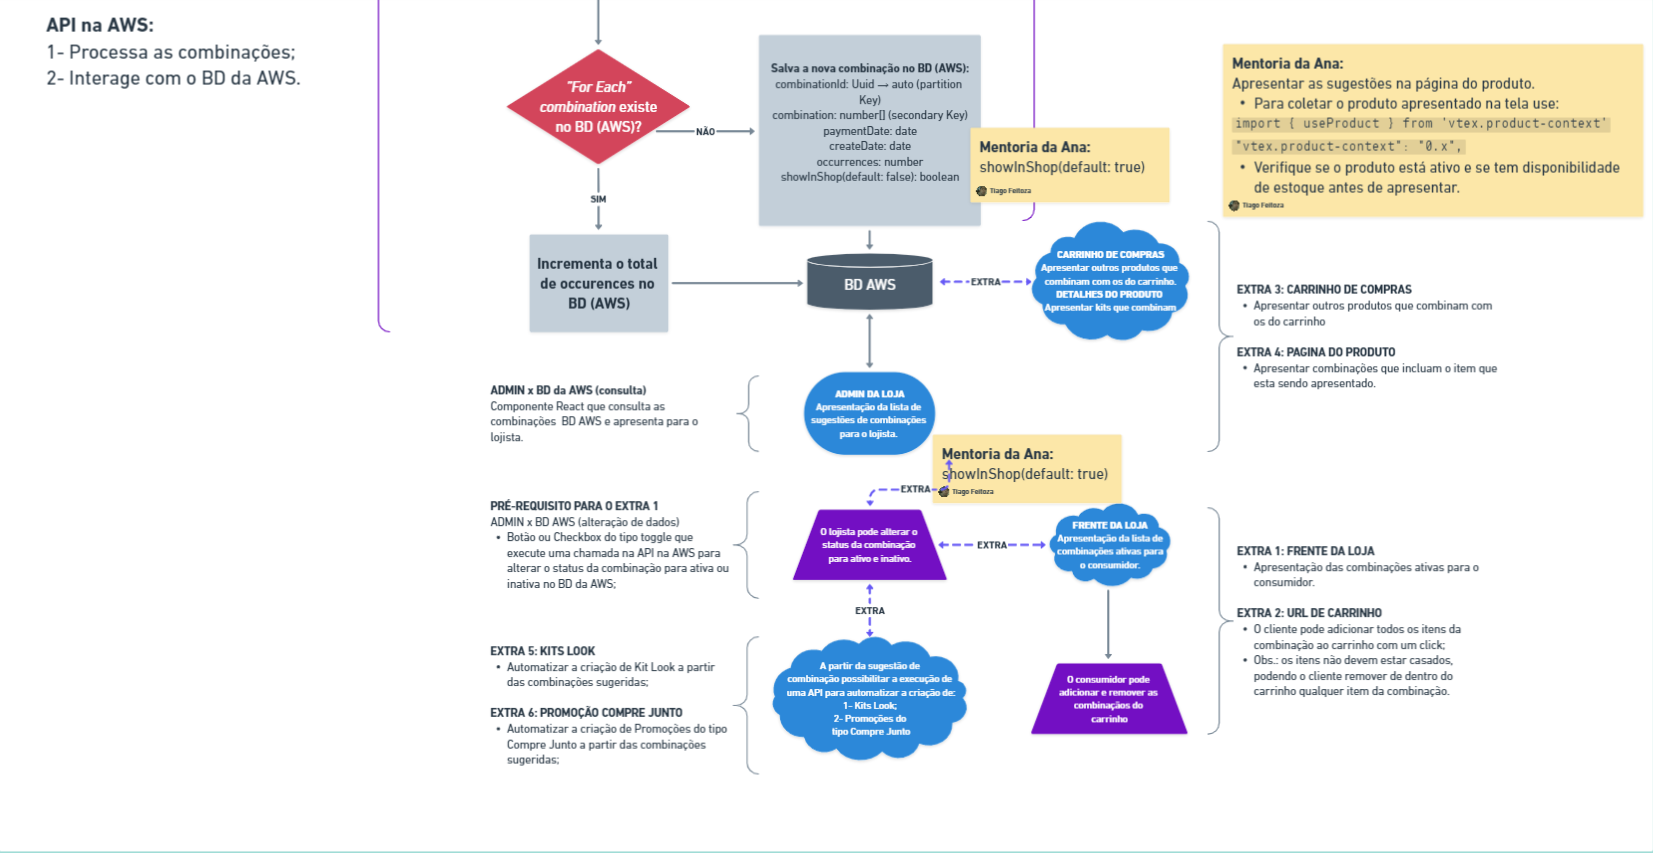 API na AWS:
1- Processa as combinações;
2- Interage com o BD da AWS.
"For Each"
combination existe
no BD (AWS)?
NÃO
SIM
Salva a nova combinação no BD (AWS):
combinationId: Uuid → auto (partition
Key)
combination: number[] (secondary Key)
paymentDate: date
createDate: date
occurrences: number
showInShop(default: false): boolean
Mentoria da Ana:
showInShop(default: true)
Tiago Feitoza
Mentoria da Ana:
Apresentar as sugestões na página do produto.
• Para coletar o produto apresentado na tela use:
import { useProduct } from 'vtex.product-context'
"vtex.product-context": "0.x",
• Verifique se o produto está ativo e se tem disponibilidade
de estoque antes de apresentar.
Tiago Feitoza
Incrementa o total
de occurences no
BD (AWS)
BD AWS
EXTRA
CARRINHO DE COMPRAS
Apresentar outros produtos que
combinam com os do carrinho.
DETALHES DO PRODUTO
Apresentar kits que combinam
EXTRA 3: CARRINHO DE COMPRAS
• Apresentar outros produtos que combinam com
os do carrinho
EXTRA 4: PAGINA DO PRODUTO
• Apresentar combinações que incluam o item que
esta sendo apresentado.
ADMIN x BD da AWS (consulta)
Componente React que consulta as
combinações BD AWS e apresenta para o
lojista.
ADMIN DA LOJA
Apresentação da lista de
sugestões de combinações
para o lojista.
Mentoria da Ana:
showInShop(default: true)
Tiago Feitoza
EXTRA
PRÉ-REQUISITO PARA O EXTRA 1
ADMIN x BD AWS (alteração de dados)
• Botão ou Checkbox do tipo toggle que
execute uma chamada na API na AWS para
alterar o status da combinação para ativa ou
inativa no BD da AWS;
O lojista pode alterar o
status da combinação
para ativo e inativo.
EXTRA
FRENTE DA LOJA
Apresentação da lista de
combinações ativas para
o consumidor.
EXTRA 1: FRENTE DA LOJA
• Apresentação das combinações ativas para o
consumidor.
EXTRA 2: URL DE CARRINHO
• O cliente pode adicionar todos os itens da
combinação ao carrinho com um click;
• Obs.: os itens não devem estar casados,
podendo o cliente remover de dentro do
carrinho qualquer item da combinação.
EXTRA
EXTRA 5: KITS LOOK
• Automatizar a criação de Kit Look a partir
das combinações sugeridas;
EXTRA 6: PROMOÇÃO COMPRE JUNTO
• Automatizar a criação de Promoções do tipo
Compre Junto a partir das combinações
sugeridas;
A partir da sugestão de
combinação possibilitar a execução de
uma API para automatizar a criação de:
1- Kits Look;
2- Promoções do
tipo Compre Junto
O consumidor pode
adicionar e remover as
combinaçãos do
carrinho